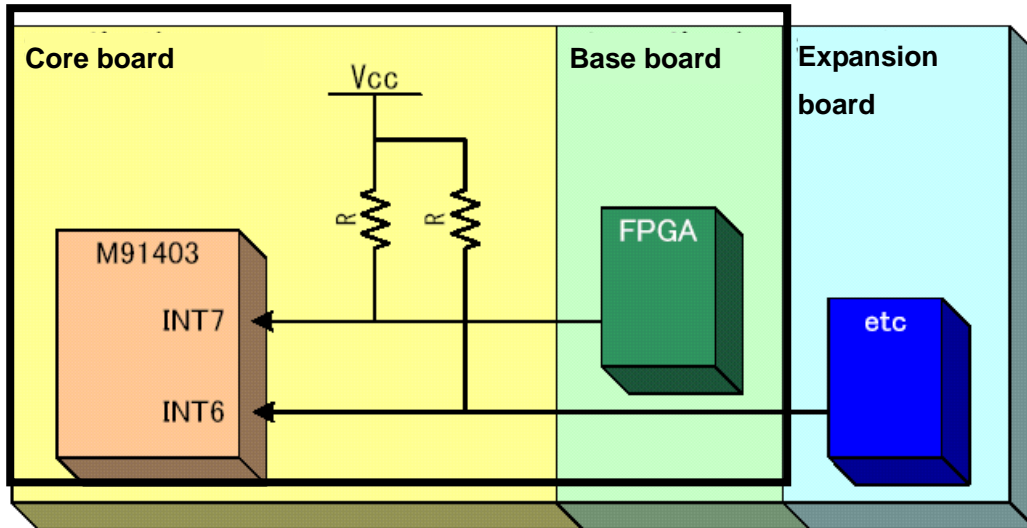 Core board
Base board
Expansion
board
Vcc
R
R
M91403
FPGA
INT7
etc
INT6